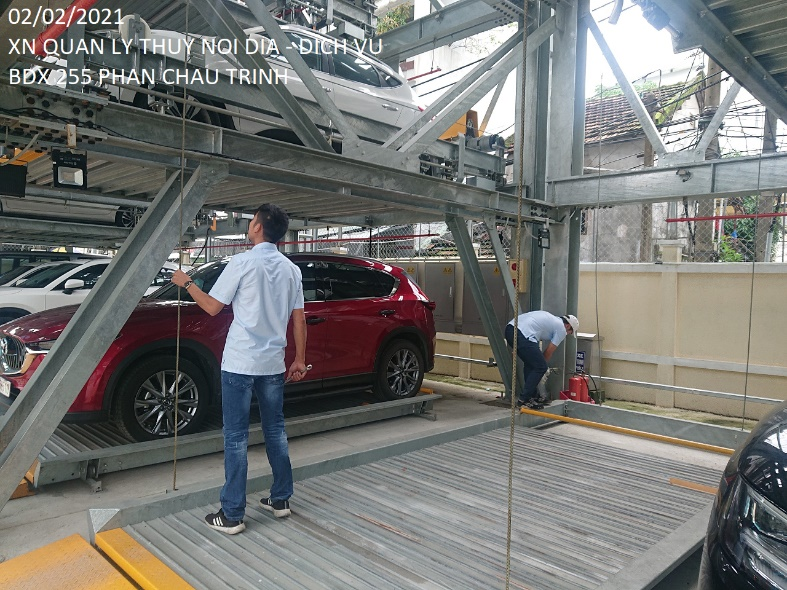 02/02/2021
XN QUAN LY THUY NOI DIA - DICH VU
BDX 255 PHAN CHAU TRINH